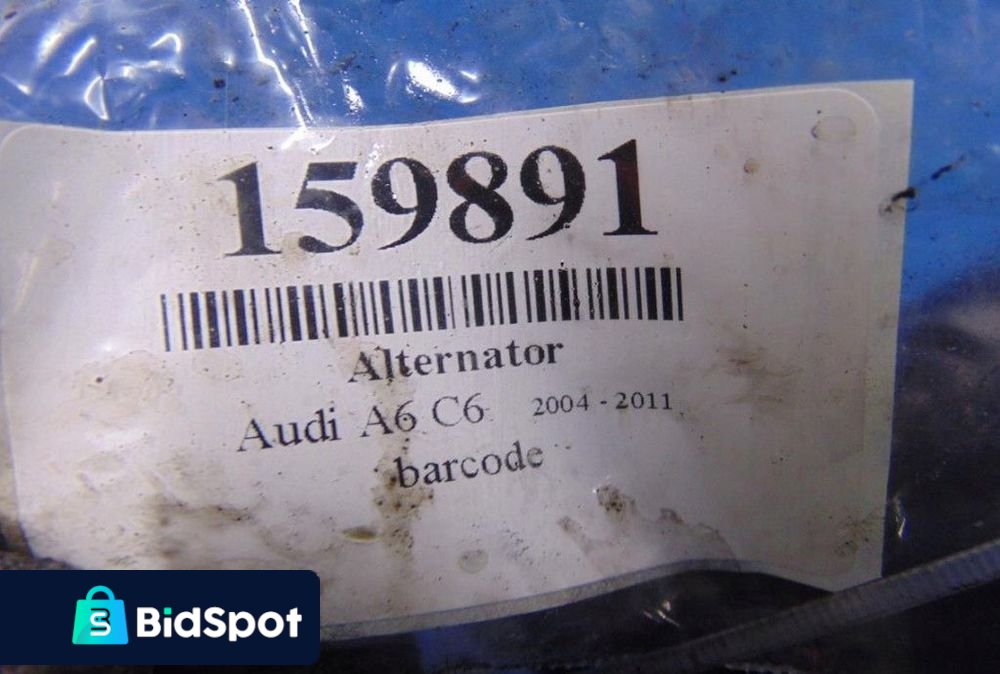 159891
Alternator
Audi A6 C6 2004 - 2011
barcode
BidSpot